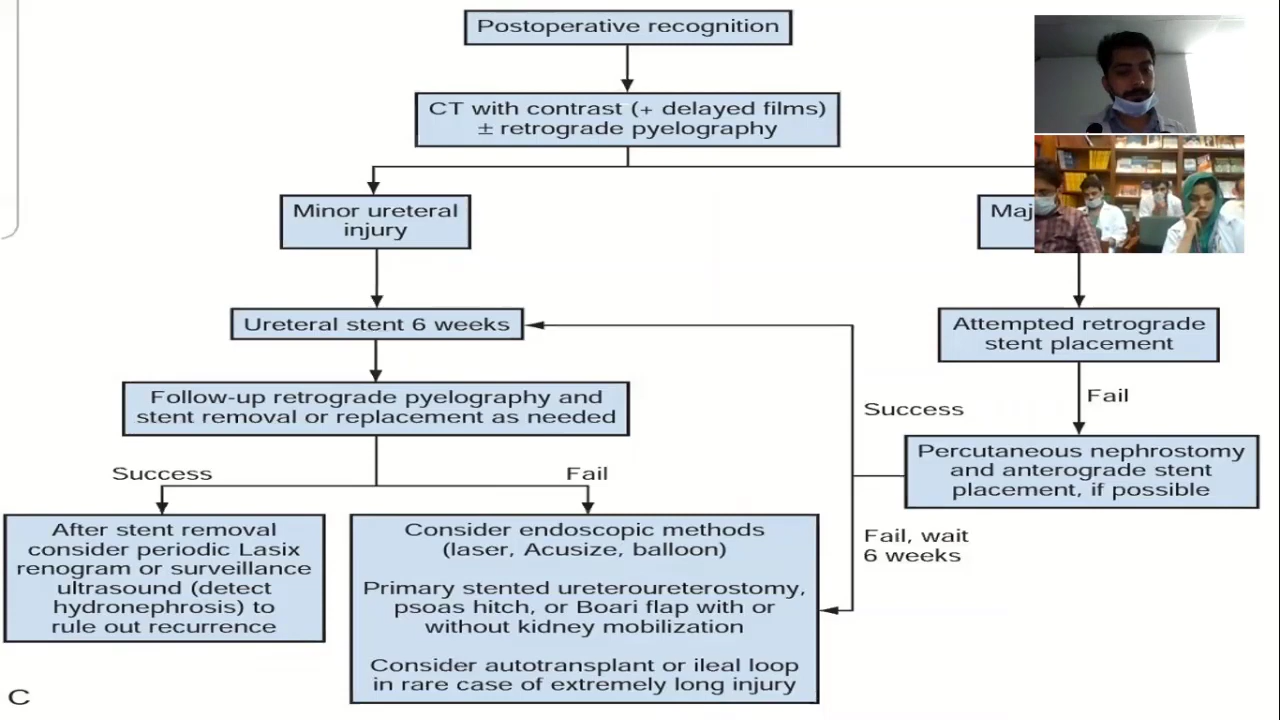 Postoperative recognition
CT with contrast (+ delayed films)
± retrograde pyelography
Minor ureteral
injury
Ureteral stent 6 weeks
Attempted retrograde
stent placement
Follow-up retrograde pyelography and
stent removal or replacement as needed
Success
Fail
Percutaneous nephrostomy
and anterograde stent
placement, if possible
Success
Fail
After stent removal
consider periodic Lasix
renogram or surveillance
ultrasound (detect
hydronephrosis) to
rule out recurrence
Consider endoscopic methods
(laser, Acusize, balloon)
Primary stented ureteroureterostomy,
psoas hitch, or Boari flap with or
without kidney mobilization
Consider autotransplant or ileal loop
in rare case of extremely long injury
Fail, wait
6 weeks
C